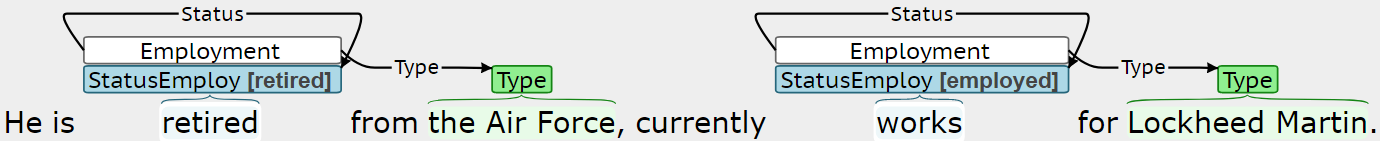 Status Status
Employment Employment
StatusEmploy [retired] Type Type StatusEmploy [employed] Type Type
He is retired from the Air Force, currently works for Lockheed Martin.